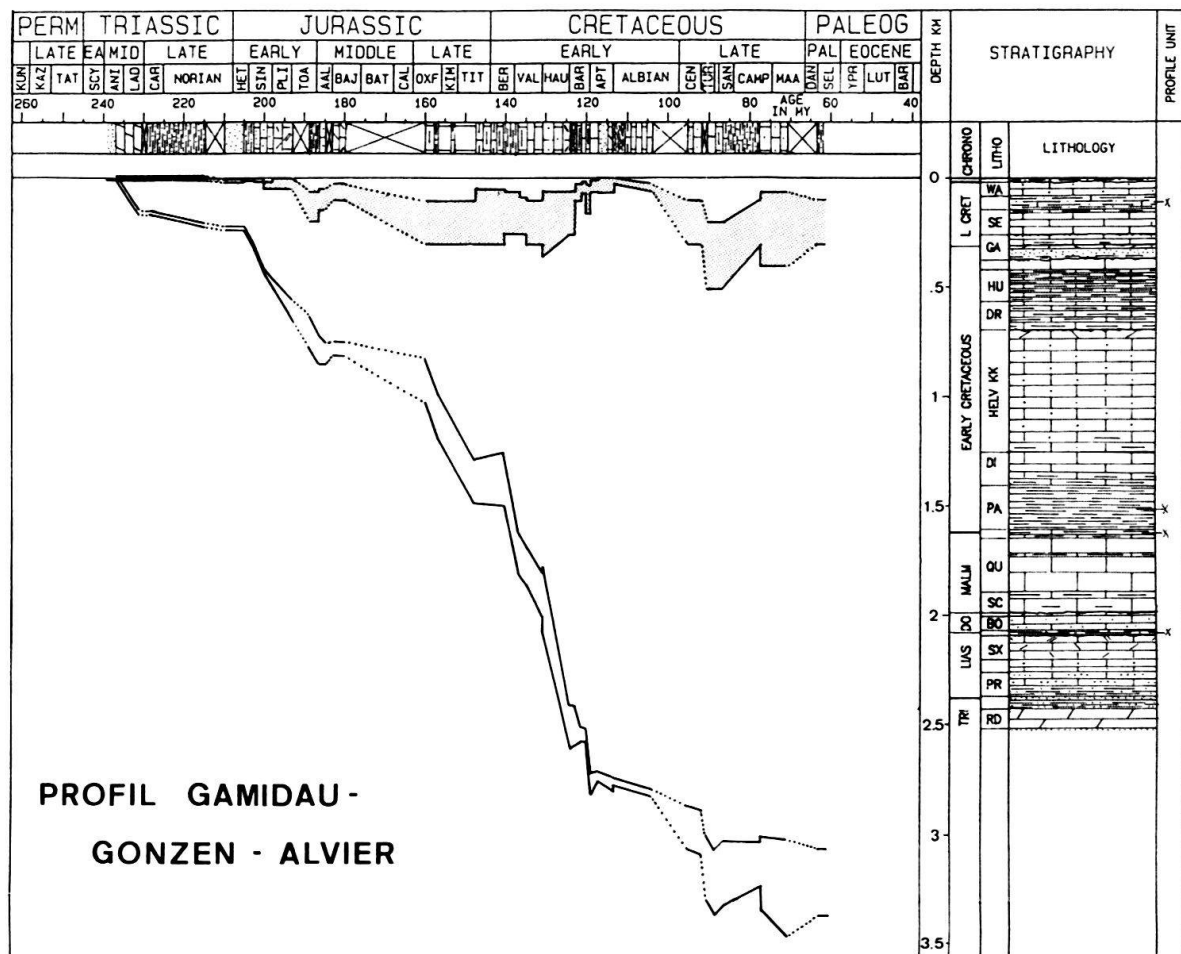 PERM TRIASSIC JURASSIC CRETACEOUS PALEOG
LATE EA MID LATE EARLY MIDDLE LATE EARLY LATE PAL EOCENE
KUN KAZ TAT SCY ANI LAD CAR NORIAN HET SIN PLI TOA AAL BAJ BAT CAL OXF KIM TIT BER VAL HAU BAR APT ALBIAN CEN TUR SAN CAMP MAA DAN SEL YPR LUT BAR
260 240 220 200 180 160 140 120 100 80 AGE IN MY 60 40
DEPTH KM
STRATIGRAPHY
PROFILE UNIT
CHRONO LITHO LITHOLOGY
0
.5
1
1.5
2
2.5
3
3.5
L CRET
EARLY CRETACEOUS
MALM
DO
LIAS
TRI
WA
SE
GA
HU
DR
HELV KK
DI
PA
QU
SC
BO
SX
PR
RD
x
x
x
x
PROFIL GAMIDAU -
GONZEN - ALVIER